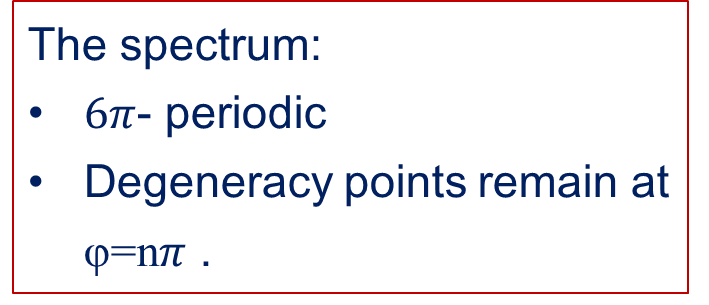 The spectrum:
• 6𝜋- periodic
• Degeneracy points remain at
φ=n𝜋 .